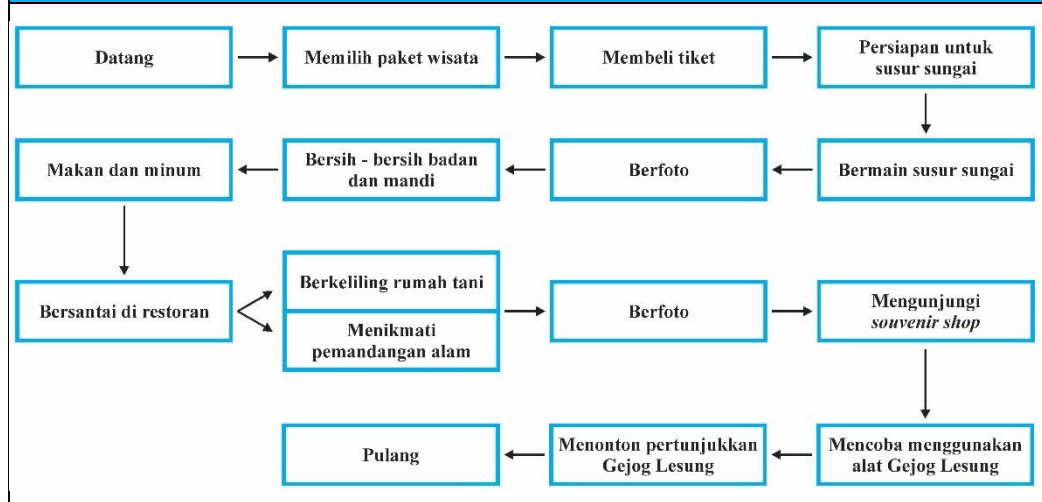 Datang
Memilih paket wisata
Membeli tiket
Persiapan untuk
susur sungai
Bermain susur sungai
Berfoto
Bersih - bersih badan
dan mandi
Makan dan minum
Bersantai di restoran
Berkeliling rumah tani
Menikmati
pemandangan alam
Berfoto
Mengunjungi
souvenir shop
Mencoba menggunakan
alat Gejog Lesung
Menonton pertunjukkan
Gejog Lesung
Pulang